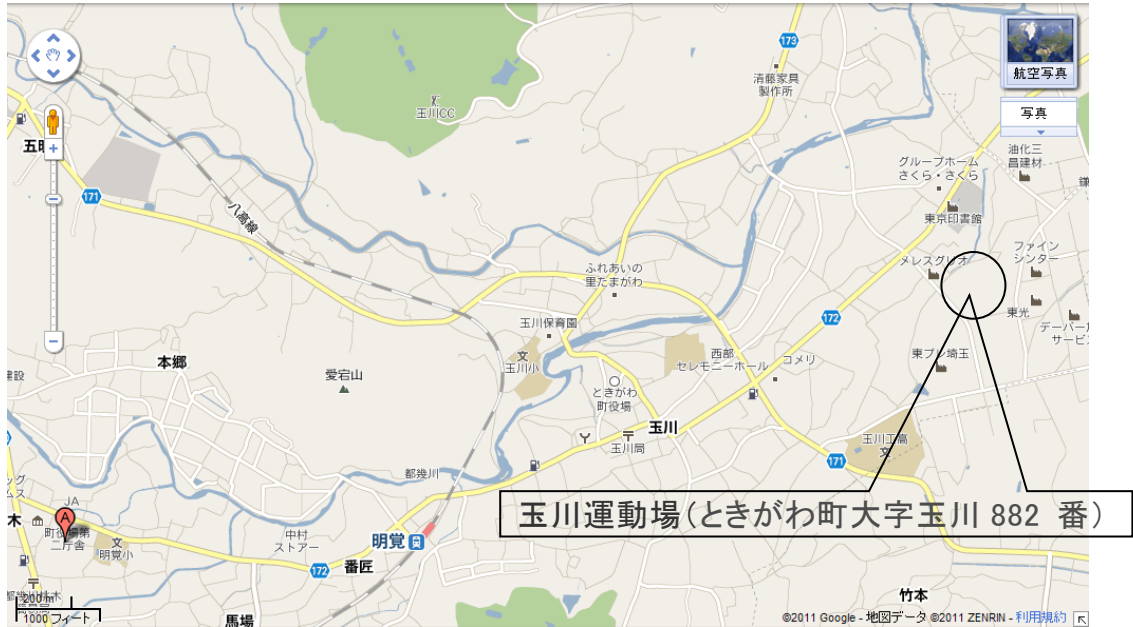 173
航空写真
清藤家具
製作所
玉川CC
写真
油化三
昌建材
グループホーム
さくら・さくら
鎌
171
東京印書館
八高線
ファイン
シンター
メレスグリオ
ふれあいの
里たまがわ
東光
172
玉川保育園
テーパー加
サービ
文
玉川小
西部
セレモニーホール
コメリ
東プレ埼玉
本郷
建設
愛宕山
ときがわ
町役場
玉川
〒
玉川局
玉川工高
文
171
都幾川
ッグ
ムス
玉川運動場(ときがわ町大字玉川 882 番)
JA
A
木
町役場第
二庁舎
文
明覚小
中村
ストアー
明覚
172
番匠
〒
竹本
200 m
1000 フィート
馬場
©2011 Google - 地図データ ©2011 ZENRIN - 利用規約